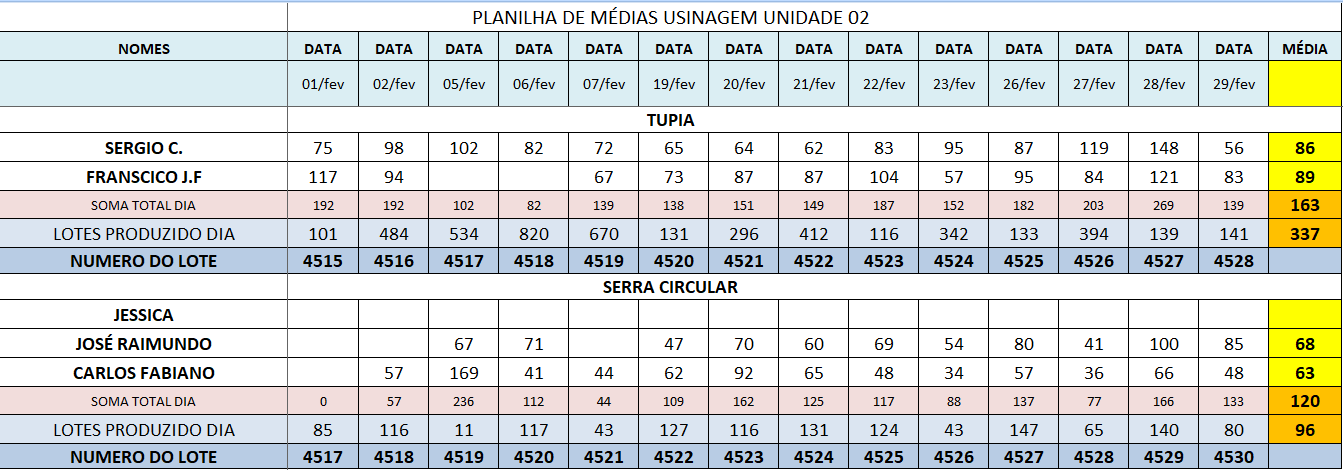 PLANILHA DE MÉDIAS USINAGEM UNIDADE 02
NOMES DATA DATA DATA DATA DATA DATA DATA DATA DATA DATA DATA DATA DATA DATA MÉDIA
01/fev 02/fev 05/fev 06/fev 07/fev 19/fev 20/fev 21/fev 22/fev 23/fev 26/fev 27/fev 28/fev 29/fev
TUPIA
SERGIO C. 75 98 102 82 72 65 64 62 83 95 87 119 148 56 86
FRANSCICO J.F 117 94 67 73 87 87 104 57 95 84 121 83 89
SOMA TOTAL DIA 192 192 102 82 139 138 151 149 187 152 182 203 269 139 163
LOTES PRODUZIDO DIA 101 484 534 820 670 131 296 412 116 342 133 394 139 141 337
NUMERO DO LOTE 4515 4516 4517 4518 4519 4520 4521 4522 4523 4524 4525 4526 4527 4528
SERRA CIRCULAR
JESSICA
JOSÉ RAIMUNDO 67 71 47 70 60 69 54 80 41 100 85 68
CARLOS FABIANO 57 169 41 44 62 92 65 48 34 57 36 66 48 63
SOMA TOTAL DIA 0 57 236 112 44 109 162 125 117 88 137 77 166 133 120
LOTES PRODUZIDO DIA 85 116 11 117 43 127 116 131 124 43 147 65 140 80 96
NUMERO DO LOTE 4517 4518 4519 4520 4521 4522 4523 4524 4525 4526 4527 4528 4529 4530